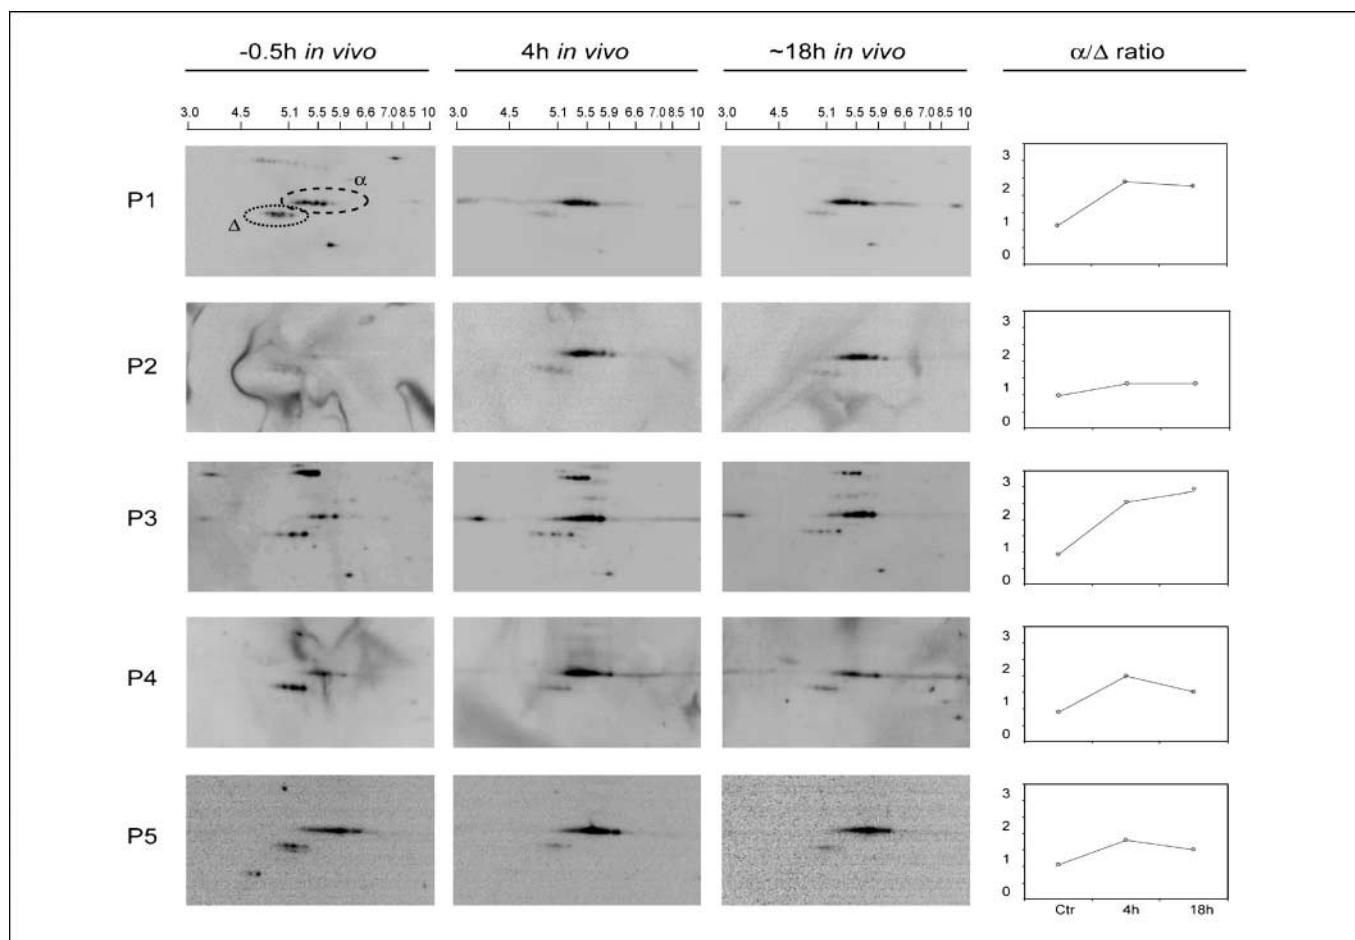 -0.5h in vivo 4h in vivo ~18h in vivo α/Δ ratio
3.0 4.5 5.1 5.5 5.9 6.6 7.0 8.5 10 3.0 4.5 5.1 5.5 5.9 6.6 7.0 8.5 10 3.0 4.5 5.1 5.5 5.9 6.6 7.0 8.5 10
P1 α Δ 3 2 1 0
P2 3 2 1 0
P3 3 2 1 0
P4 3 2 1 0
P5 3 2 1 0
Ctr 4h 18h